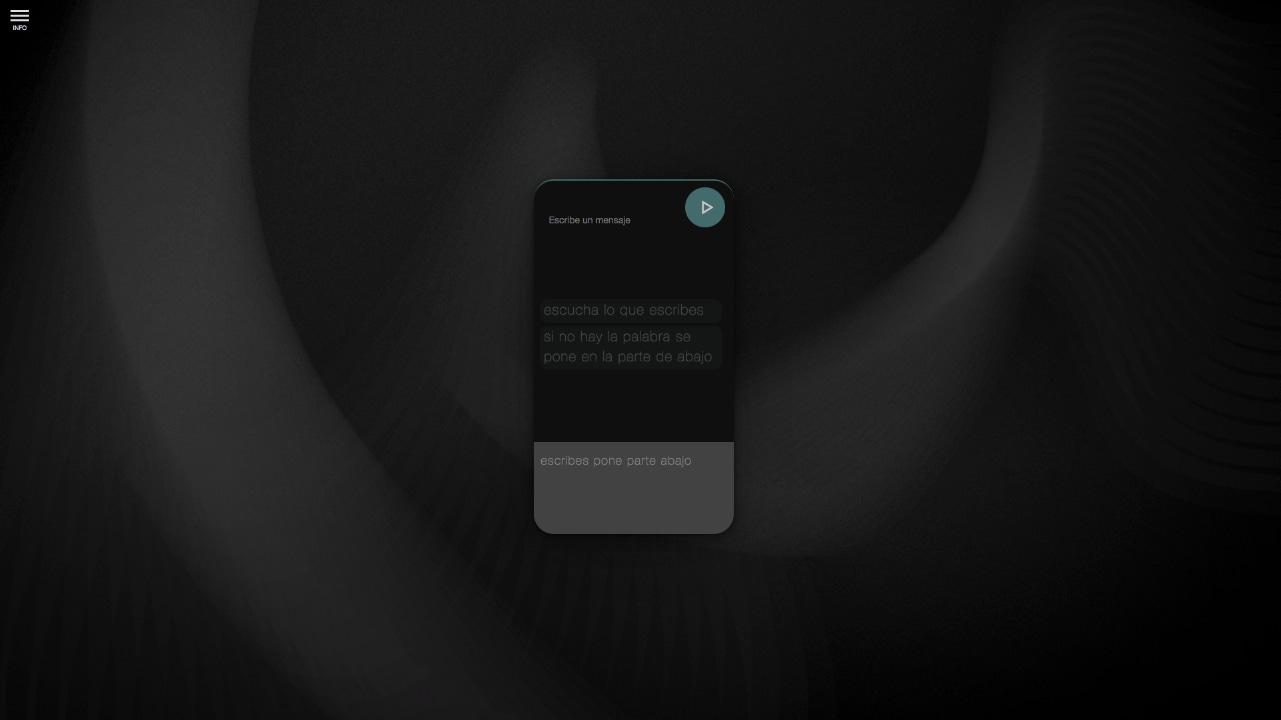 INFO
Escribe un mensaje
escucha lo que escribes
si no hay la palabra se
pone en la parte de abajo
escribes pone parte abajo